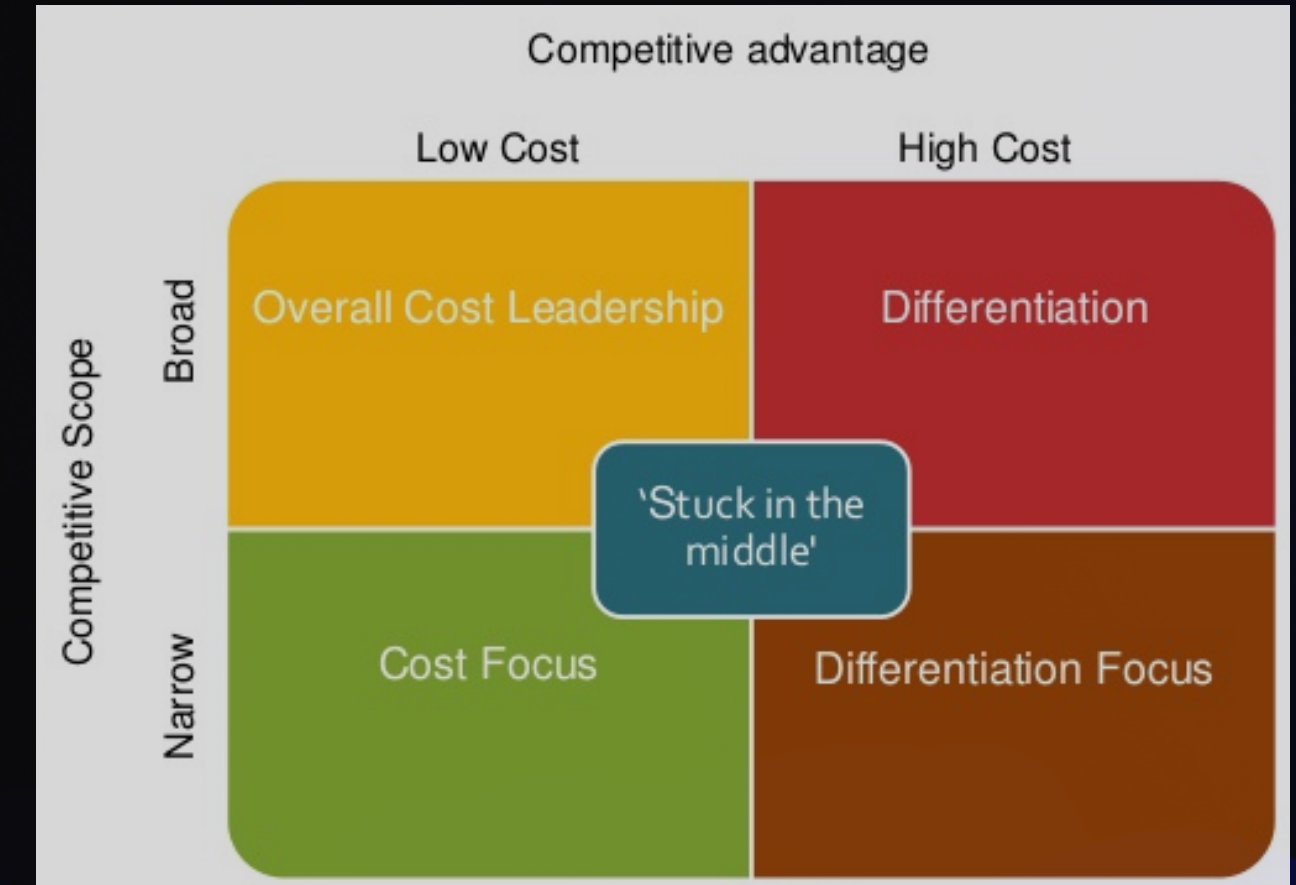 Competitive advantage
Low Cost
High Cost
Competitive Scope
Broad
Overall Cost Leadership
Differentiation
'Stuck in the
middle'
Narrow
Cost Focus
Differentiation Focus